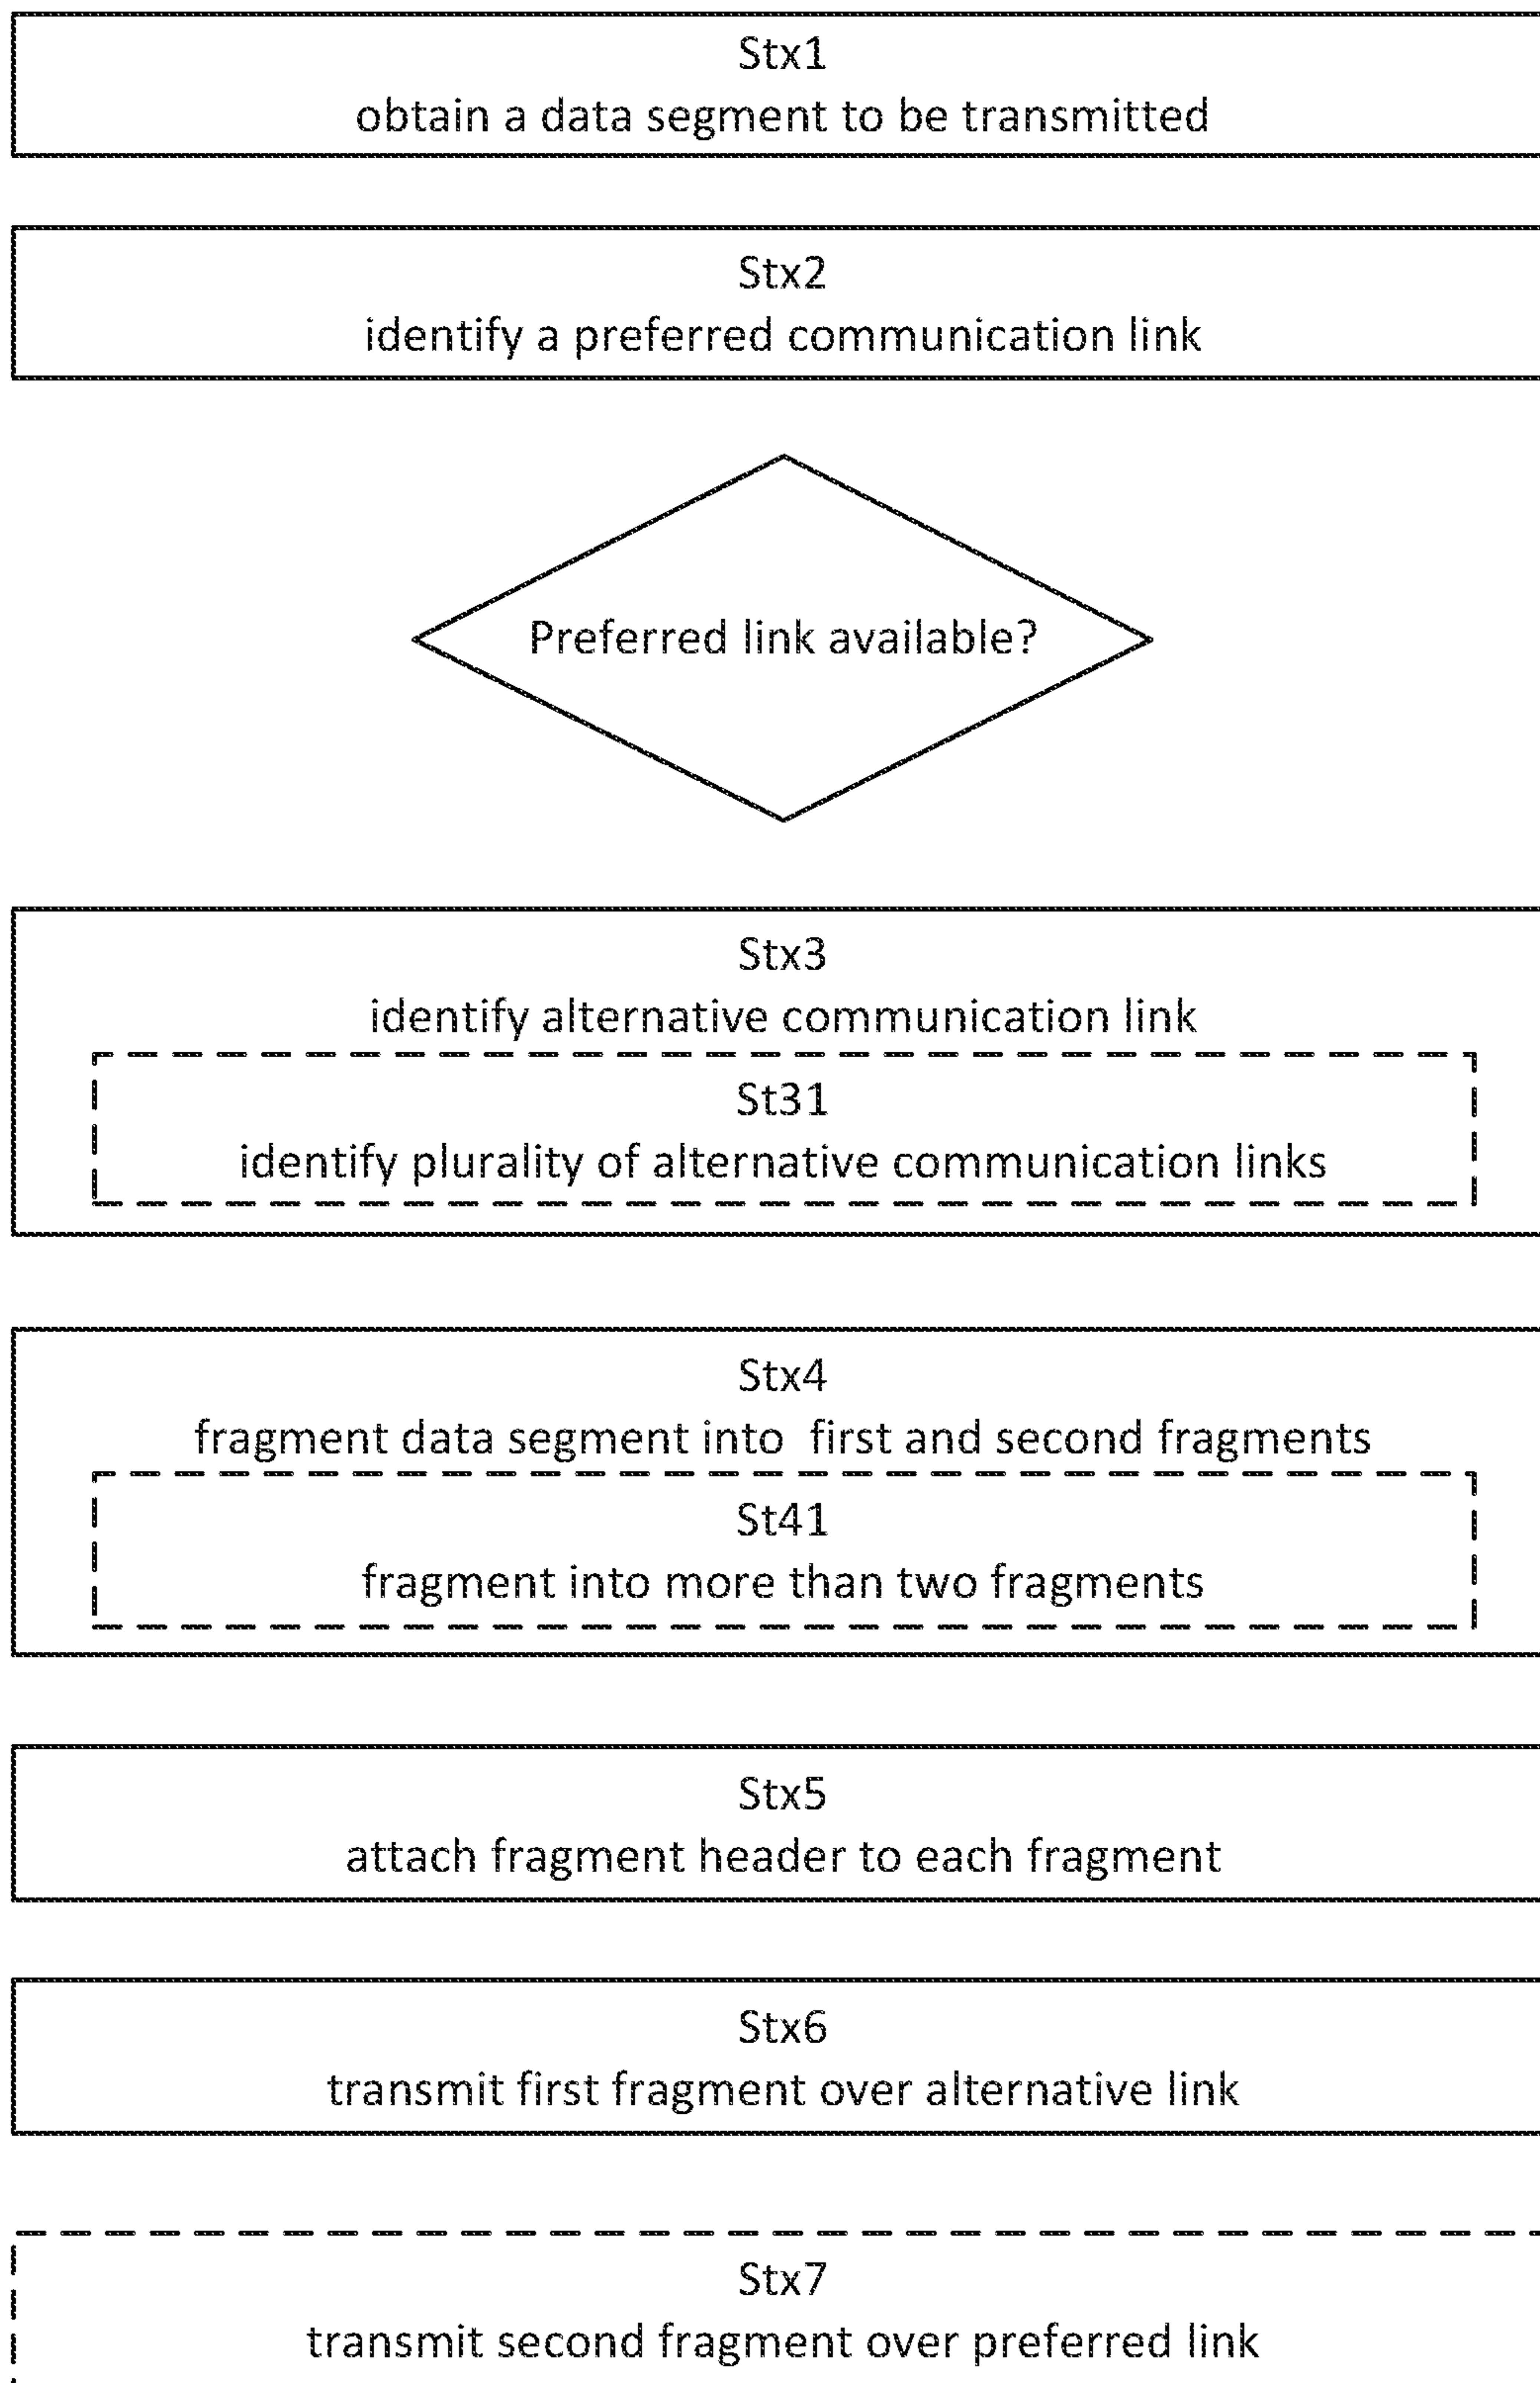 Stx1
obtain a data segment to be transmitted
Stx2
identify a preferred communication link
Preferred link available?
Stx3
identify alternative communication link
St31
identify plurality of alternative communication links
Stx4
fragment data segment into first and second fragments
St41
fragment into more than two fragments
Stx5
attach fragment header to each fragment
Stx6
transmit first fragment over alternative link
Stx7
transmit second fragment over preferred link